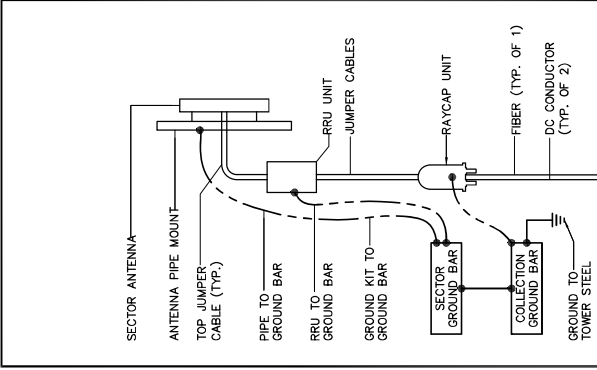 SECTOR ANTENNA
ANTENNA PIPE MOUNT
TOP JUMPER
CABLE (TYP.)
PIPE TO
GROUND BAR
RRU TO
GROUND BAR
GROUND KIT TO
GROUND BAR
SECTOR
GROUND BAR
COLLECTION
GROUND BAR
GROUND TO
TOWER STEEL
RRU UNIT
JUMPER CABLES
RAYCAP UNIT
FIBER (TYP. OF 1)
DC CONDUCTOR
(TYP. OF 2)